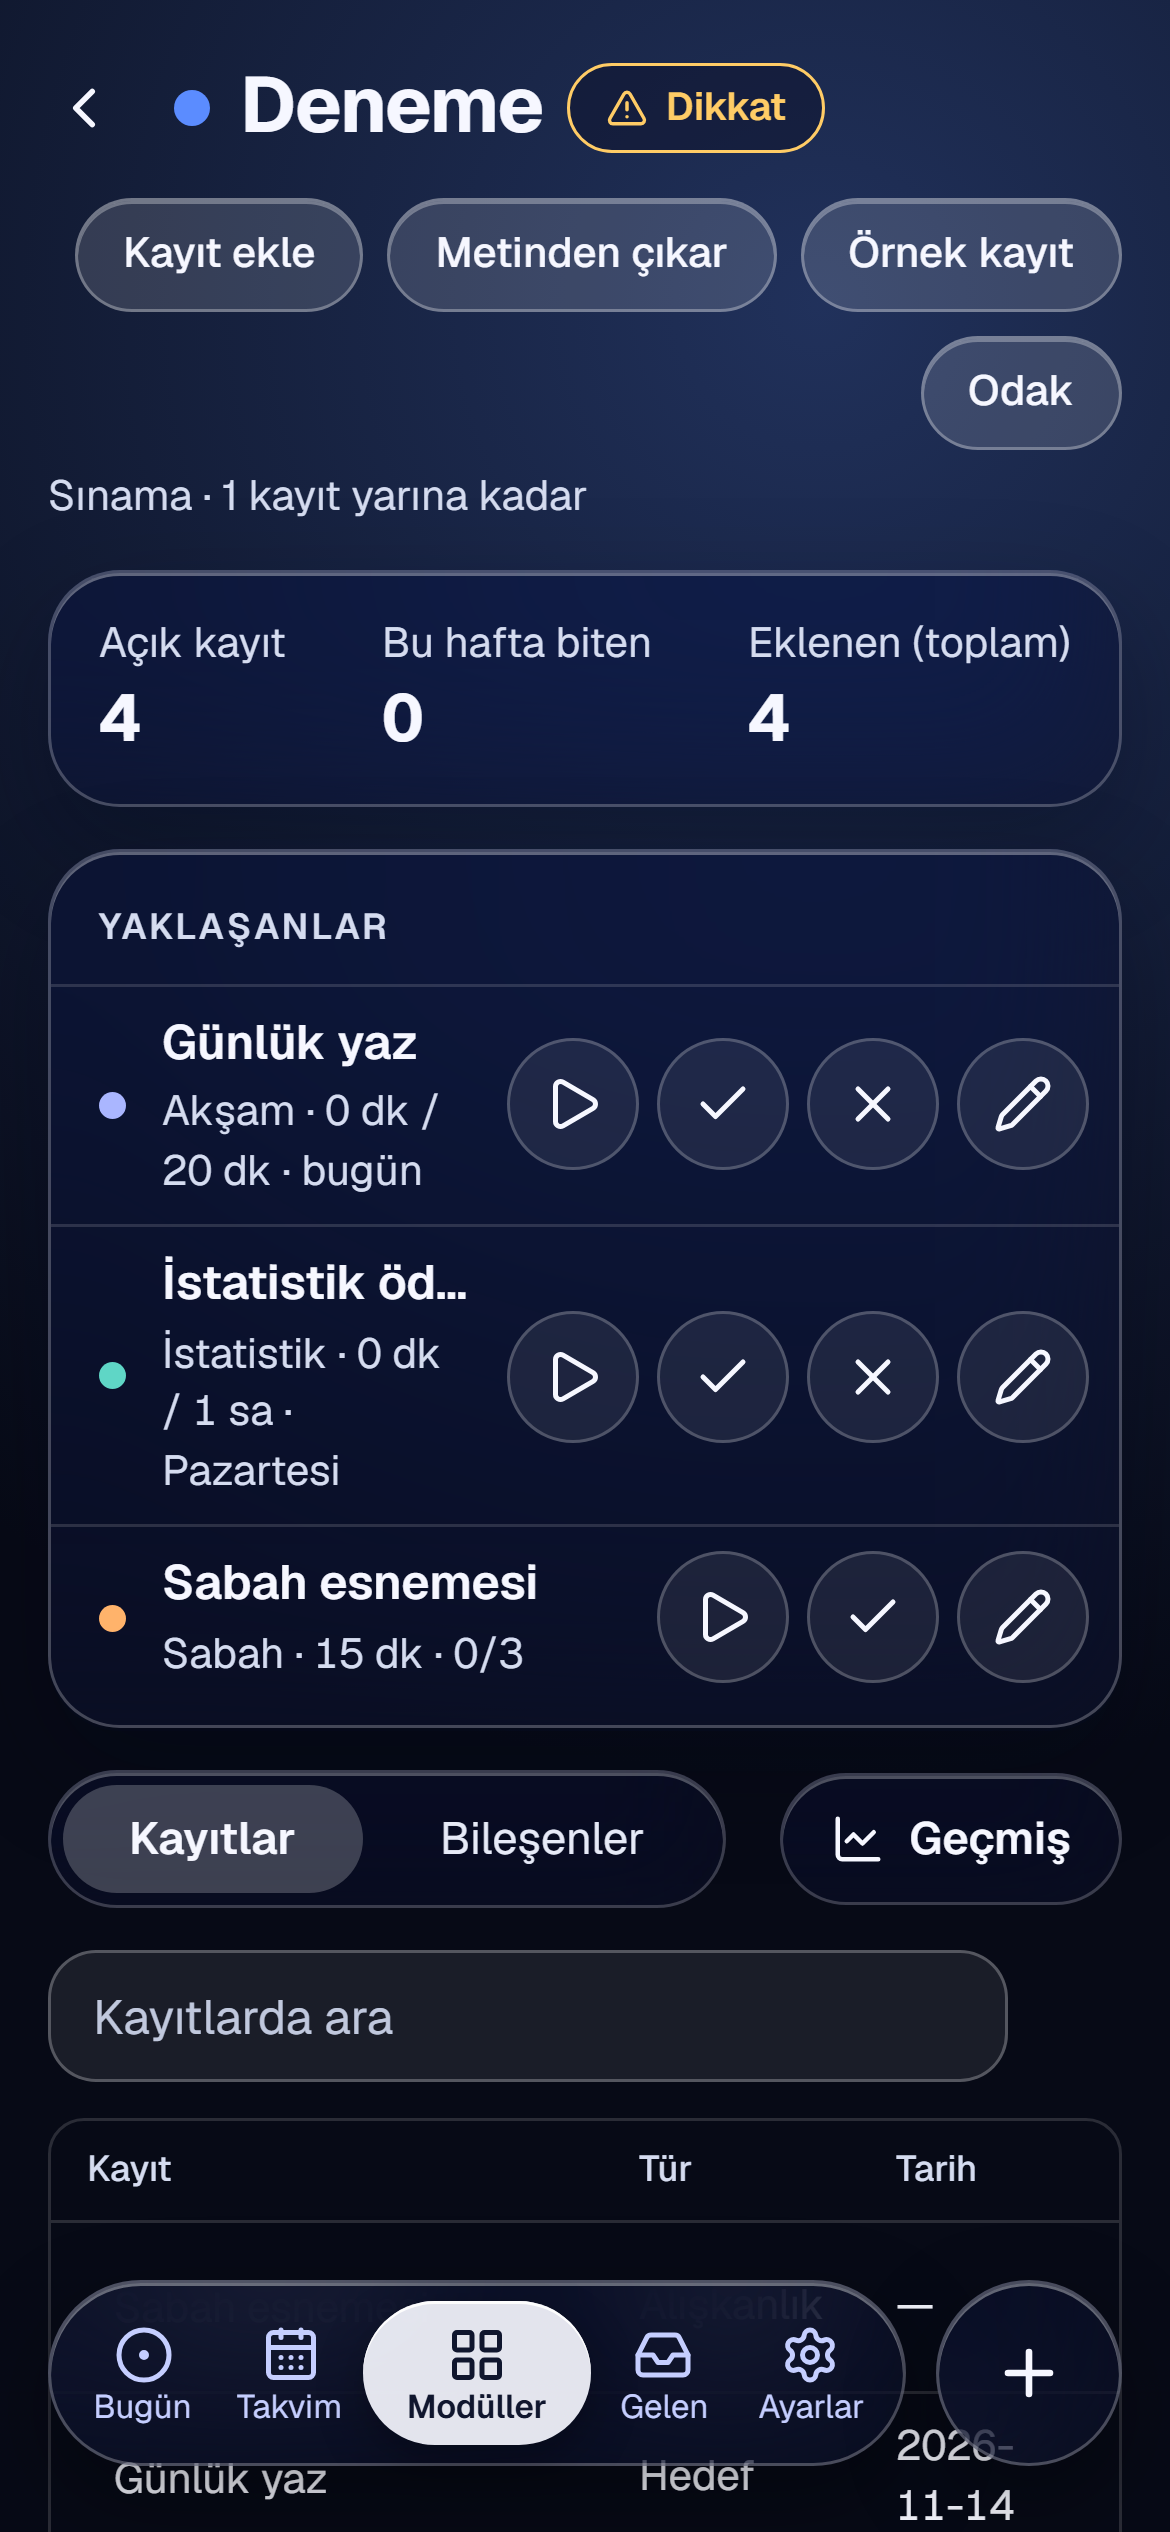 Deneme
Dikkat
Kayıt ekle
Metinden çıkar
Örnek kayıt
Odak
Sınama · 1 kayıt yarına kadar
Açık kayıt
Bu hafta biten
Eklenen (toplam)
4
0
4
YAKLAŞANLAR
Günlük yaz
Akşam · 0 dk /
20 dk · bugün
İstatistik öd...
İstatistik · 0 dk
/ 1 sa ·
Pazartesi
Sabah esnemesi
Sabah · 15 dk · 0/3
Kayıtlar
Bileşenler
Geçmiş
Kayıtlarda ara
Kayıt
Tür
Tarih
Sabah esnem
Alışkanlık
—
Bugün
Takvim
Modüller
Gelen
Ayarlar
Günlük yaz
Hedef
2026-
11-14